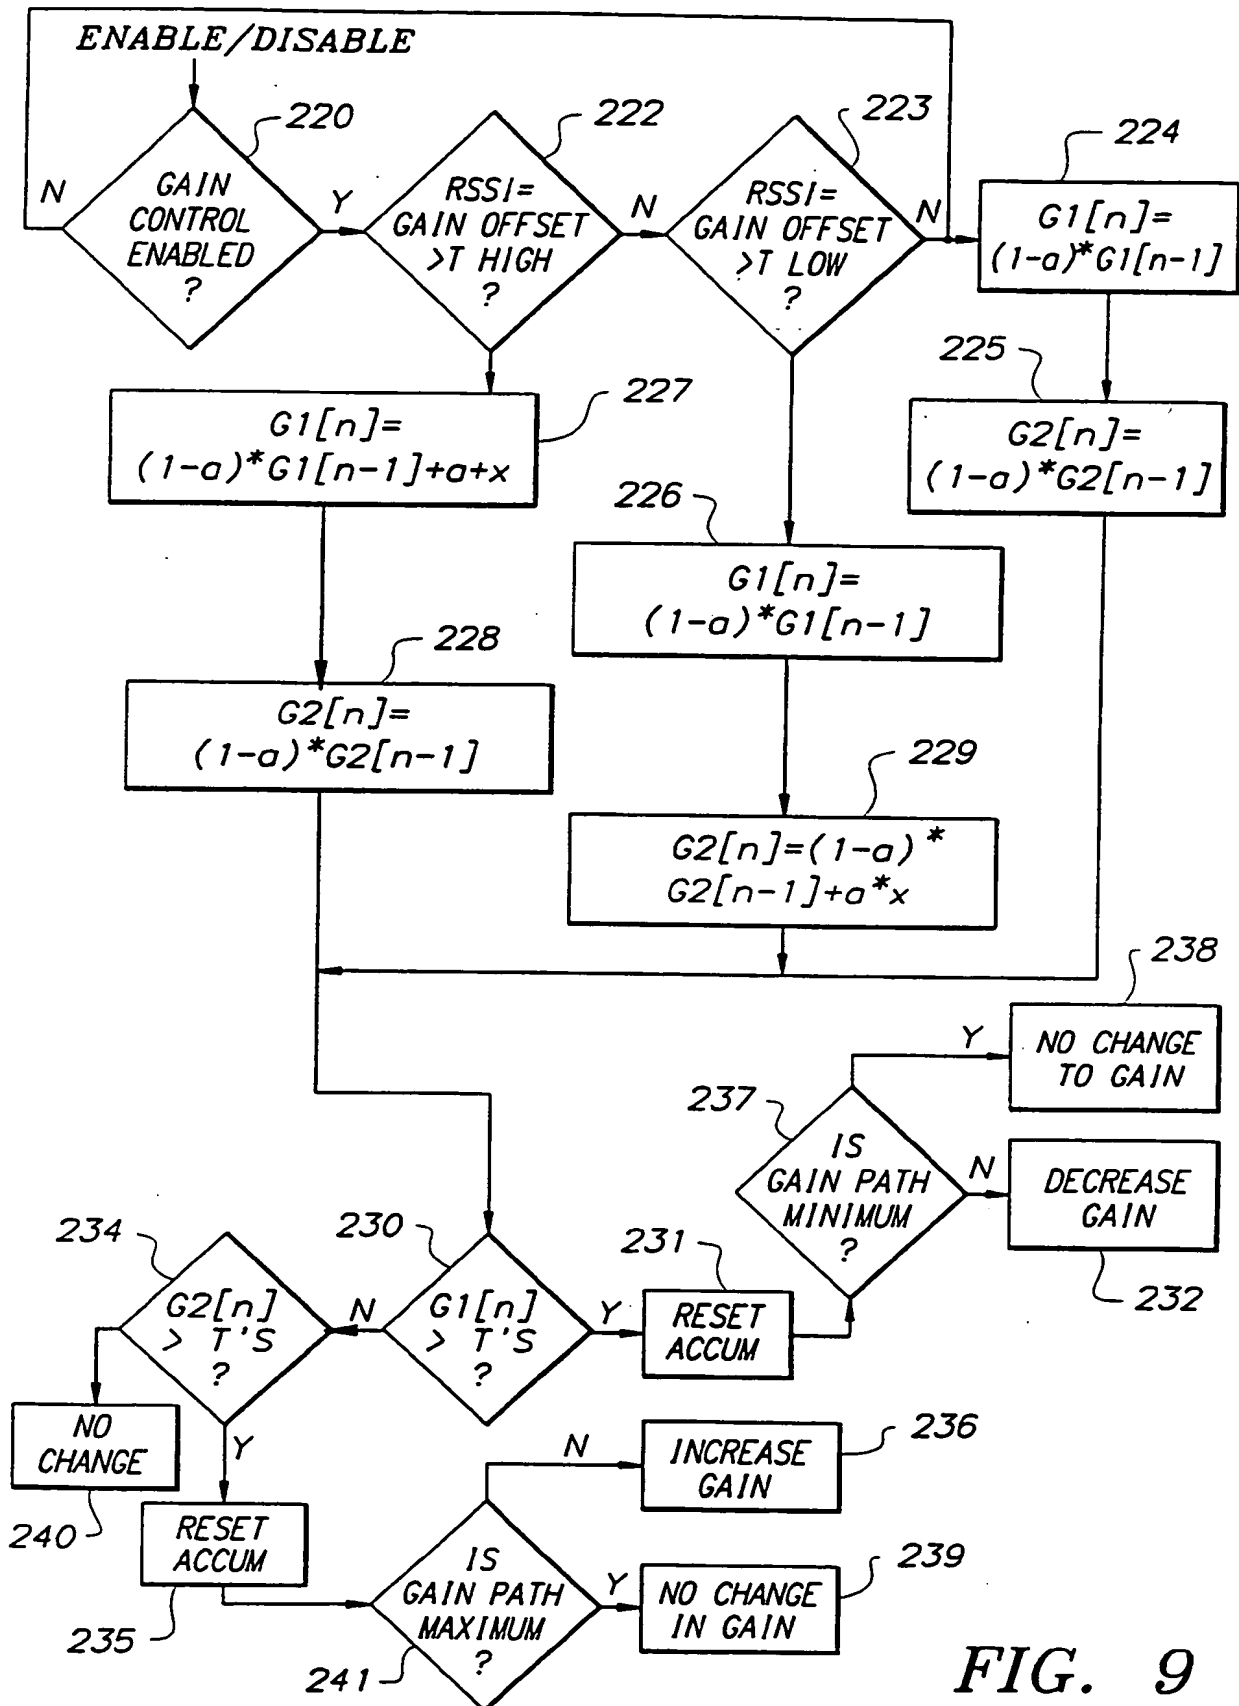 ENABLE/DISABLE
220
222
223
224
N
GAIN
CONTROL
ENABLED
?
Y
RSSI=
GAIN OFFSET
>T HIGH
?
N
RSSI=
GAIN OFFSET
>T LOW
?
N
G1[n]=
(1-a)*G1[n-1]
225
G2[n]=
(1-a)*G2[n-1]
227
G1[n]=
(1-a)*G1[n-1]+a+x
226
G1[n]=
(1-a)*G1[n-1]
228
G2[n]=
(1-a)*G2[n-1]
229
G2[n]=(1-a)*
G2[n-1]+a*x
238
Y
NO CHANGE
TO GAIN
237
IS
GAIN PATH
MINIMUM
?
N
DECREASE
GAIN
232
234
G2[n]
> T'S
?
N
230
G1[n]
> T'S
?
Y
231
RESET
ACCUM
NO
CHANGE
240
Y
RESET
ACCUM
235
N
INCREASE
GAIN
236
IS
GAIN PATH
MAXIMUM
?
241
Y
NO CHANGE
IN GAIN
239
FIG. 9